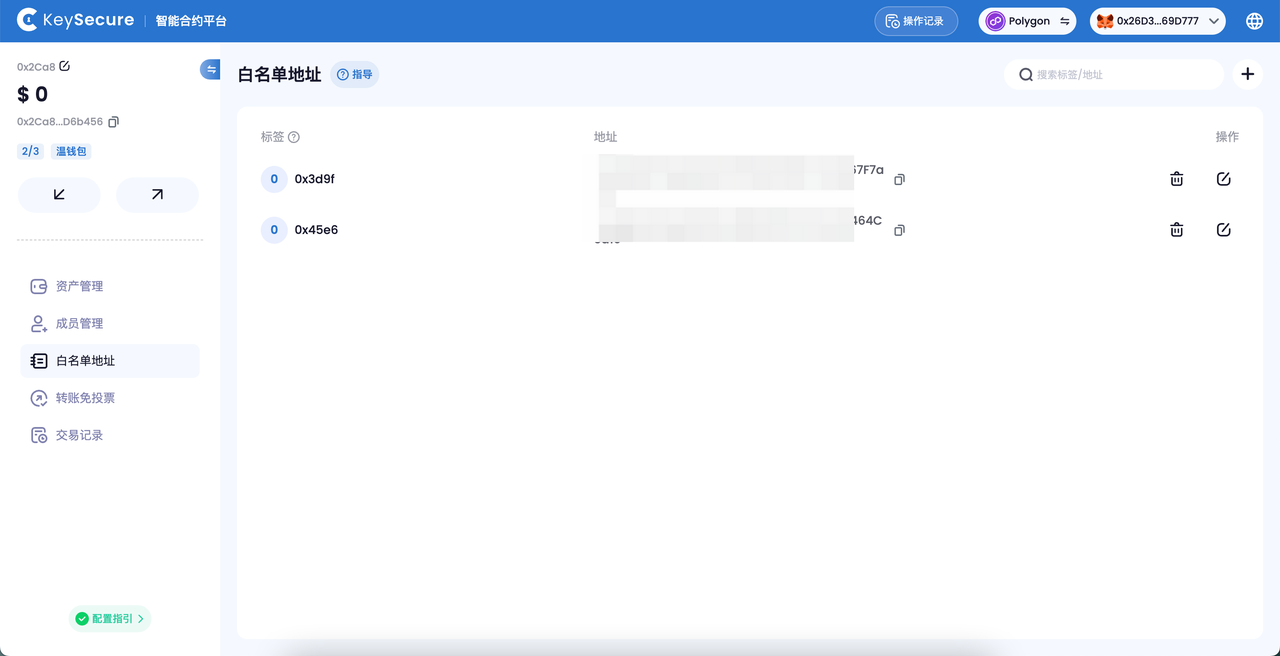 KeySecure | 智能合约平台
操作记录
Polygon
0x26D3...69D777
0x2Ca8
$ 0
0x2Ca8...D6b456
2/3 温钱包
资产管理
成员管理
白名单地址
转账免投票
交易记录
配置指引
白名单地址
指导
搜索标签/地址
标签 地址 操作
0 0x3d9f 67F7a
0 0x45e6 464C